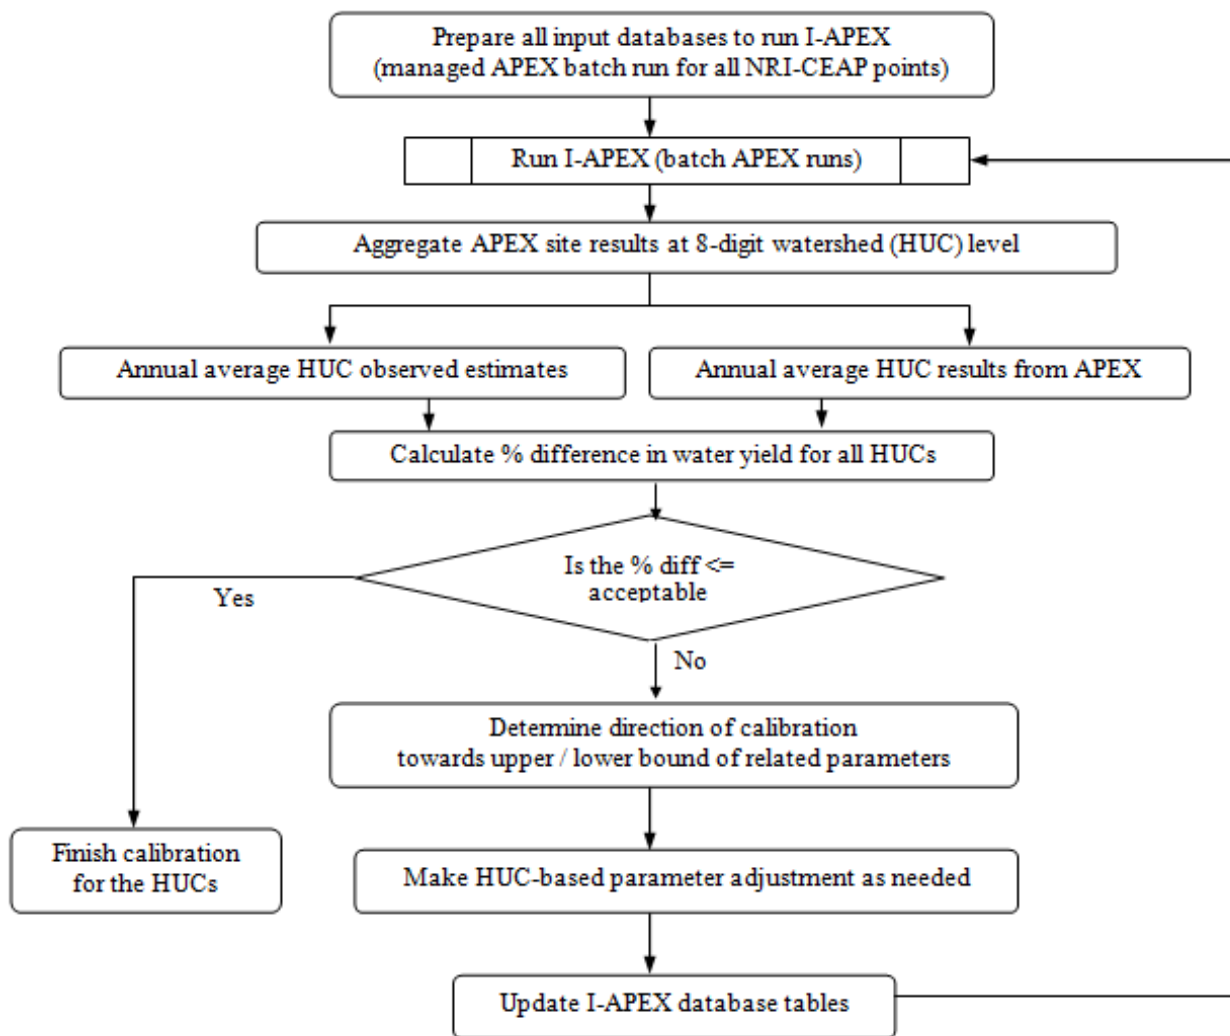 Prepare all input databases to run I-APEX
(managed APEX batch run for all NRI-CEAP points)
Run I-APEX (batch APEX runs)
Aggregate APEX site results at 8-digit watershed (HUC) level
Annual average HUC observed estimates
Annual average HUC results from APEX
Calculate % difference in water yield for all HUCs
Is the % diff <=
acceptable
Yes
No
Determine direction of calibration
towards upper / lower bound of related parameters
Finish calibration
for the HUCs
Make HUC-based parameter adjustment as needed
Update I-APEX database tables